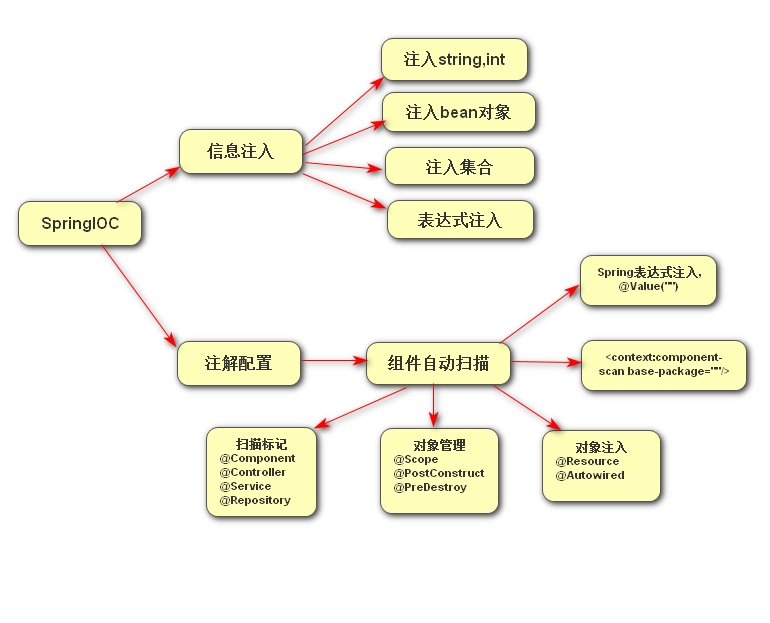 注入string,int
注入bean对象
信息注入
注入集合
表达式注入
SpringIOC
Spring表达式注入,
@Value("")
注解配置
组件自动扫描
<context:component-
scan base-package=""/>
扫描标记
@Component
@Controller
@Service
@Repository
对象管理
@Scope
@PostConstruct
@PreDestroy
对象注入
@Resource
@Autowired